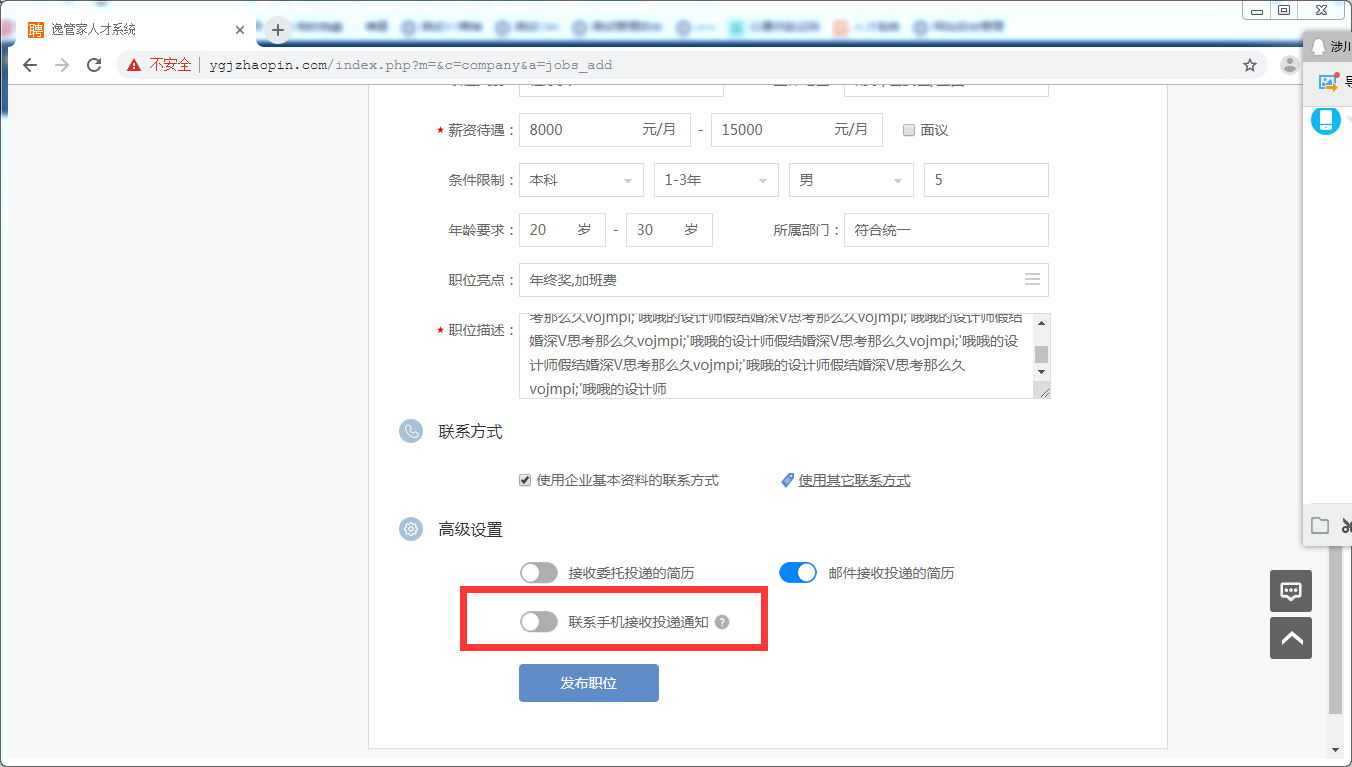 聘 逸管家人才系统
不安全 ygjzhaopin.com/index.php?m=&c=company&a=jobs_add
涉川
薪资待遇： 8000 元/月 - 15000 元/月 面议
条件限制： 本科 1-3年 男 5
年龄要求： 20 岁 - 30 岁 所属部门： 符合统一
职位亮点： 年终奖,加班费
职位描述：
考那么久vojmpi;'哦哦的设计师假结婚深V思考那么久vojmpi;'哦哦的设计师假结
婚深V思考那么久vojmpi;'哦哦的设计师假结婚深V思考那么久vojmpi;'哦哦的设
计师假结婚深V思考那么久vojmpi;'哦哦的设计师假结婚深V思考那么久
vojmpi;'哦哦的设计师
联系方式
使用企业基本资料的联系方式 使用其它联系方式
高级设置
接收委托投递的简历 邮件接收投递的简历
联系手机接收投递通知 ?
发布职位